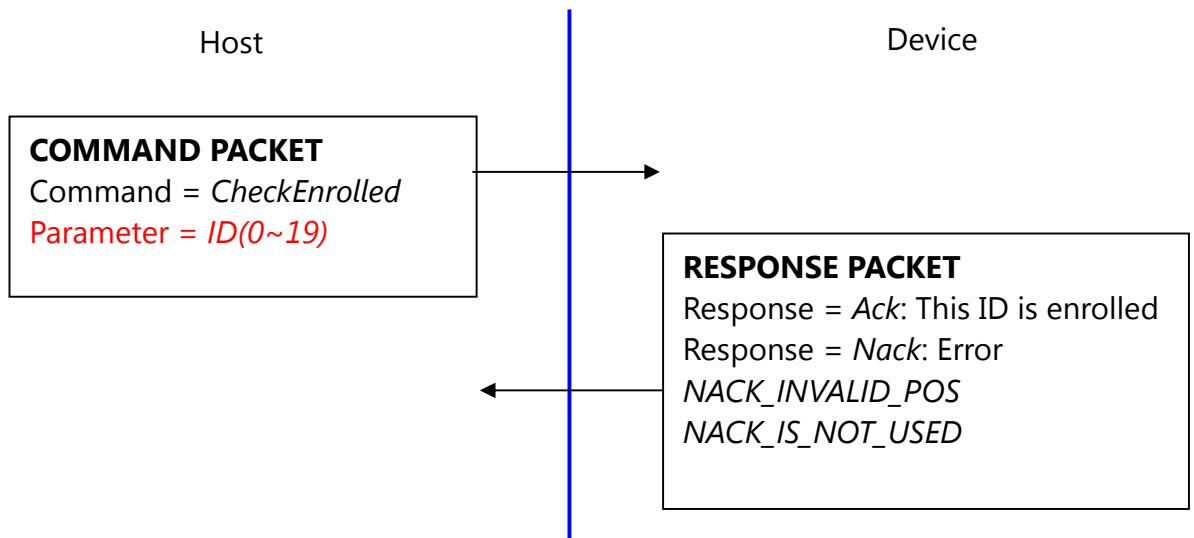 Host
Device
COMMAND PACKET
Command = CheckEnrolled
Parameter = ID(0~19)
RESPONSE PACKET
Response = Ack: This ID is enrolled
Response = Nack: Error
NACK_INVALID_POS
NACK_IS_NOT_USED